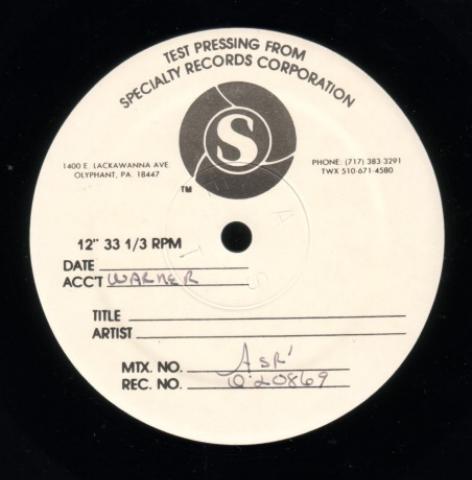 TEST PRESSING FROM
SPECIALTY RECORDS CORPORATION
S
TM
1400 E. LACKAWANNA AVE
OLYPHANT, PA. 18447
PHONE: (717) 383-3291
TWX 510-671-4580
12" 33 1/3 RPM
DATE
ACC'T WARNER
TITLE
ARTIST
MTX. NO.
REC. NO. 0-20869